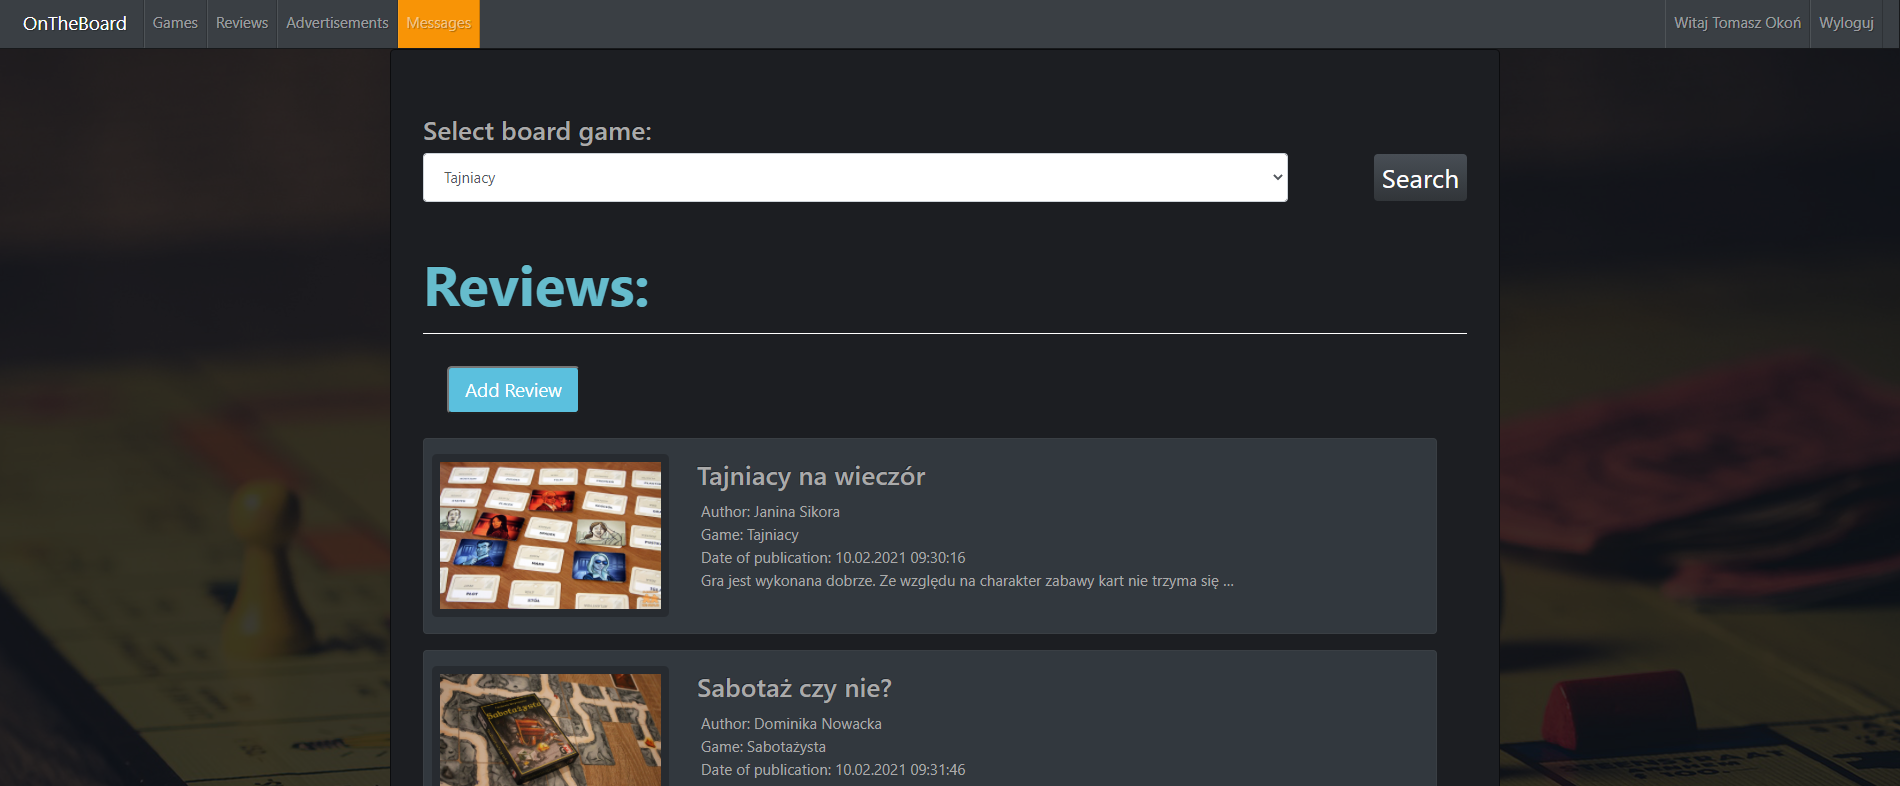 OnTheBoard Games Reviews Advertisements Messages Witaj Tomasz Okoń Wyloguj
Select board game:
Tajniacy
Search
Reviews:
Add Review
Tajniacy na wieczór
Author: Janina Sikora
Game: Tajniacy
Date of publication: 10.02.2021 09:30:16
Gra jest wykonana dobrze. Ze względu na charakter zabawy kart nie trzyma się ...
Sabotaż czy nie?
Author: Dominika Nowacka
Game: Sabotażysta
Date of publication: 10.02.2021 09:31:46
Sabotażysta